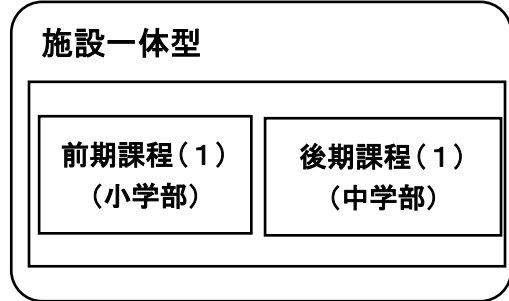 施設一体型
前期課程（１）
（小学部）
後期課程（１）
（中学部）